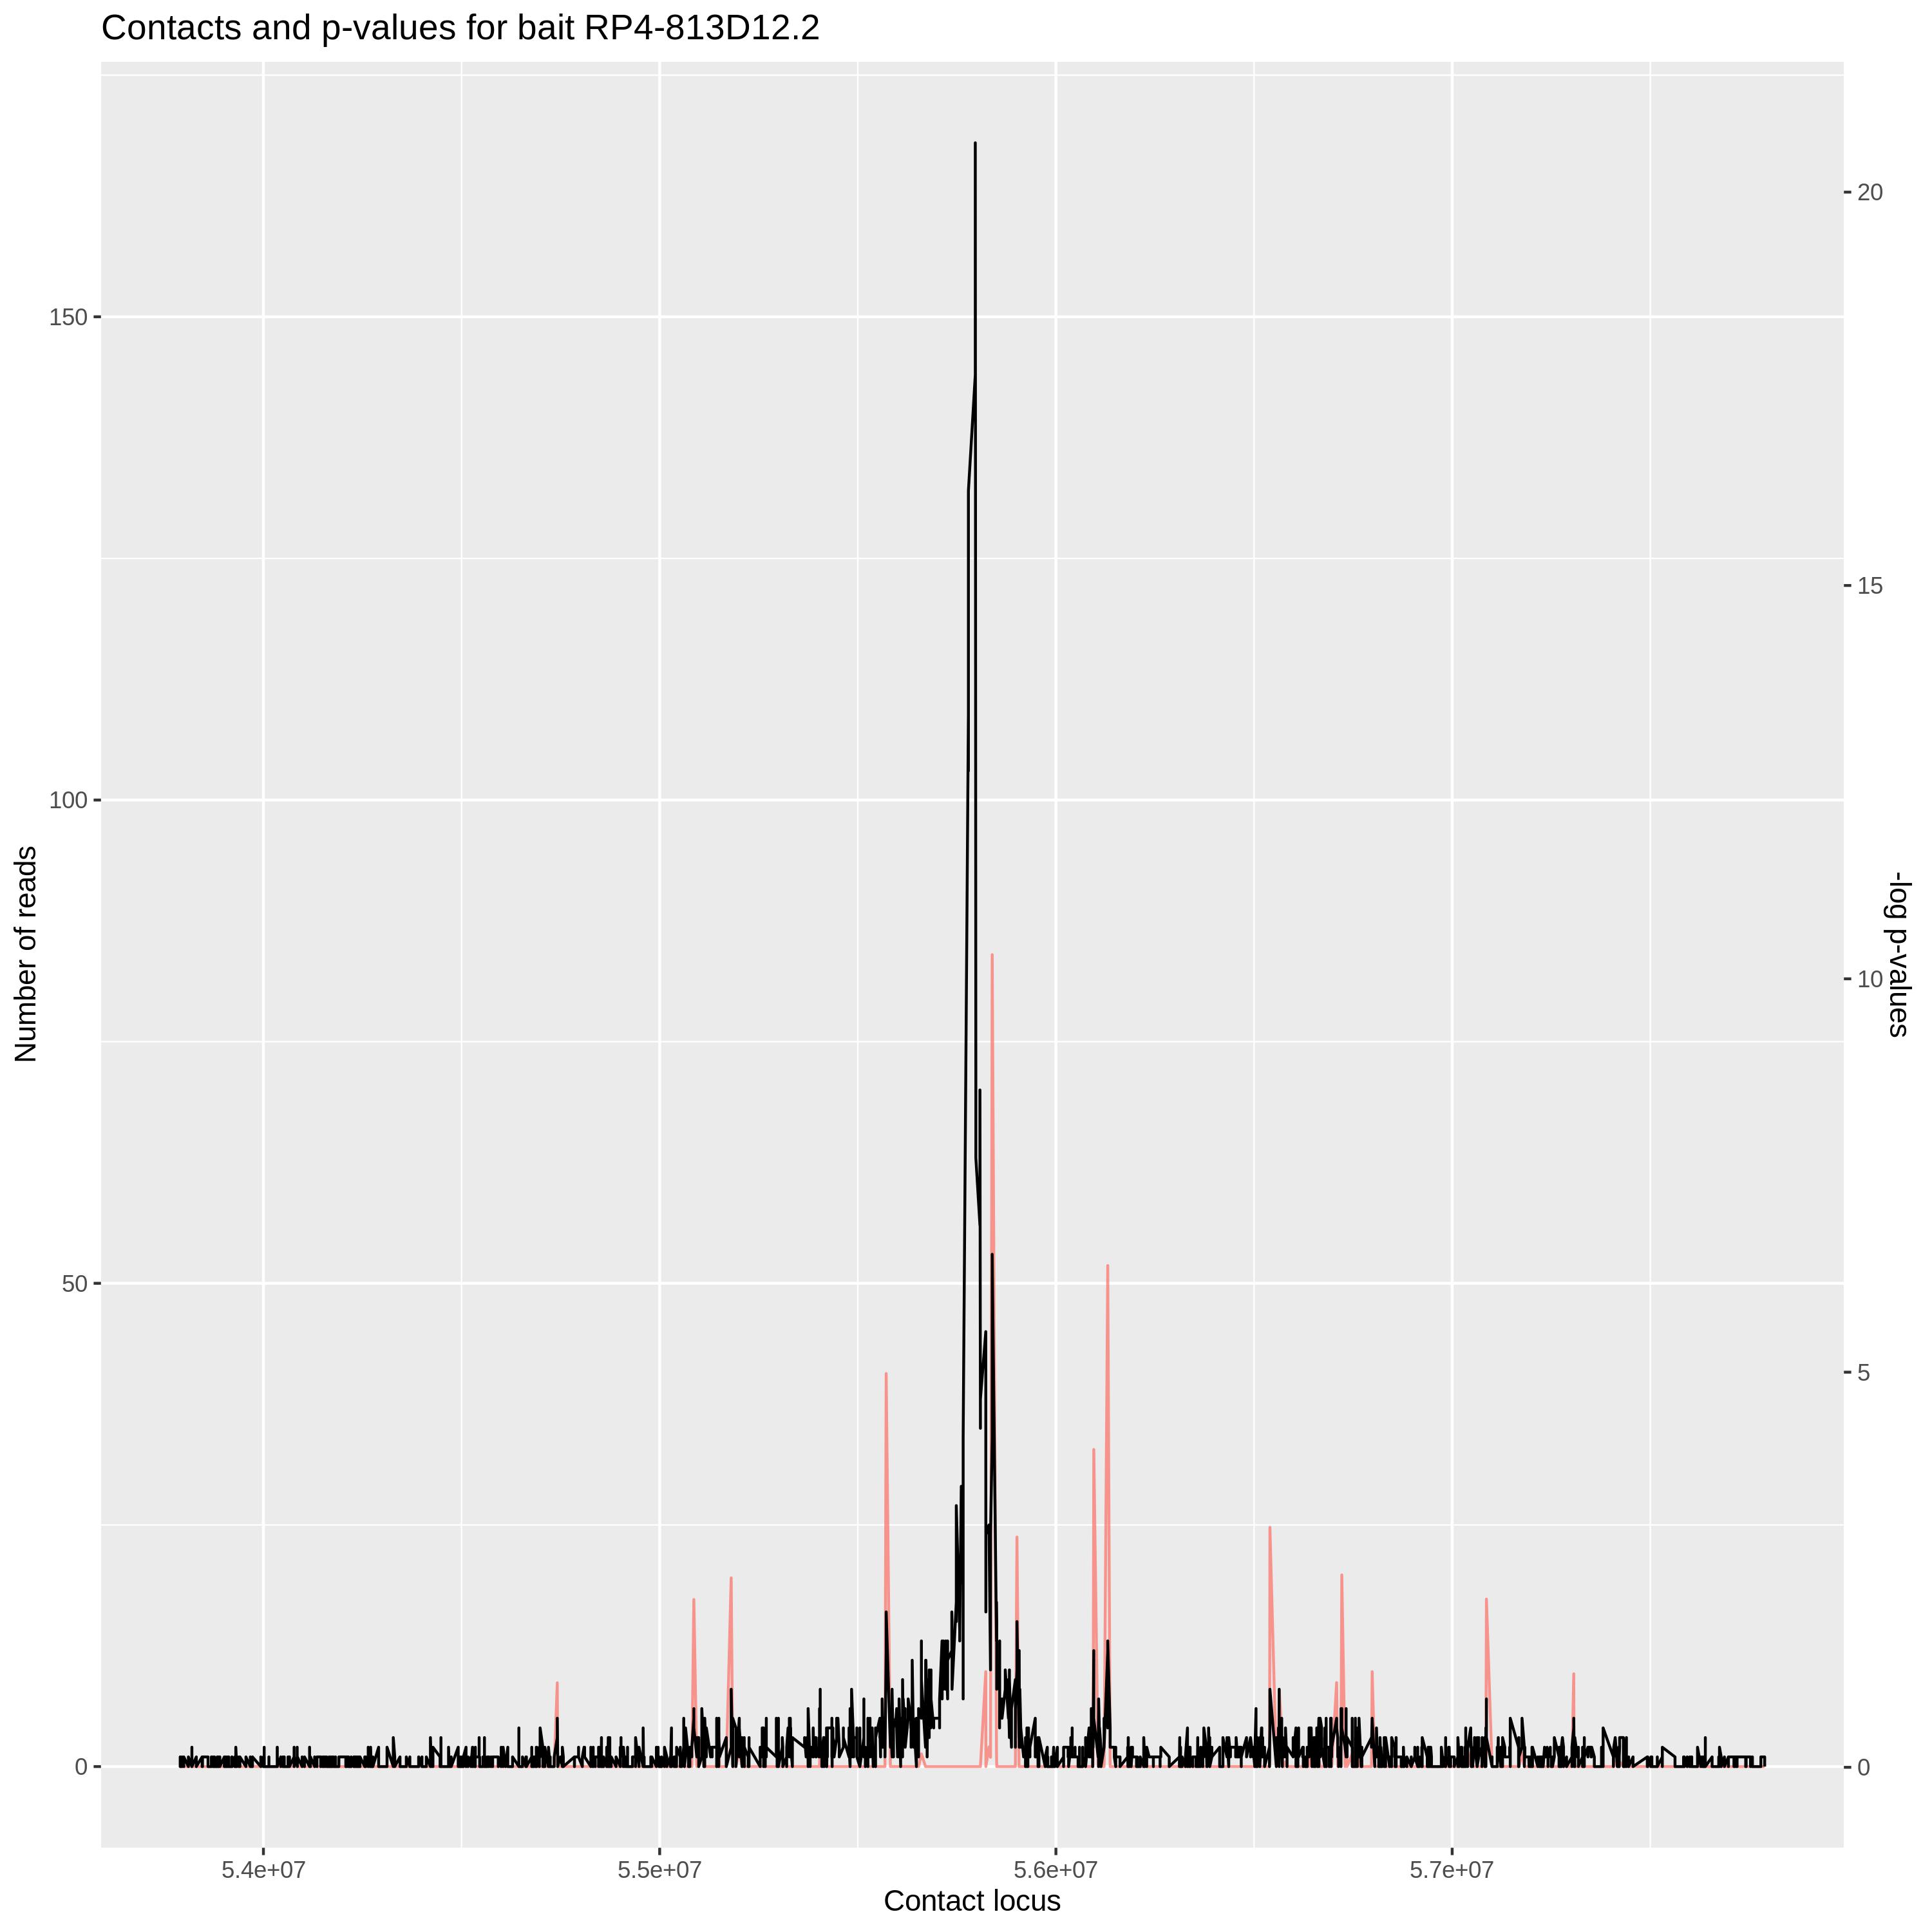 Contacts and p-values for bait RP4-813D12.2
150
100
50
0
Number of reads
20
15
10
5
0
-log p-values
5.4e+07
5.5e+07
5.6e+07
5.7e+07
Contact locus